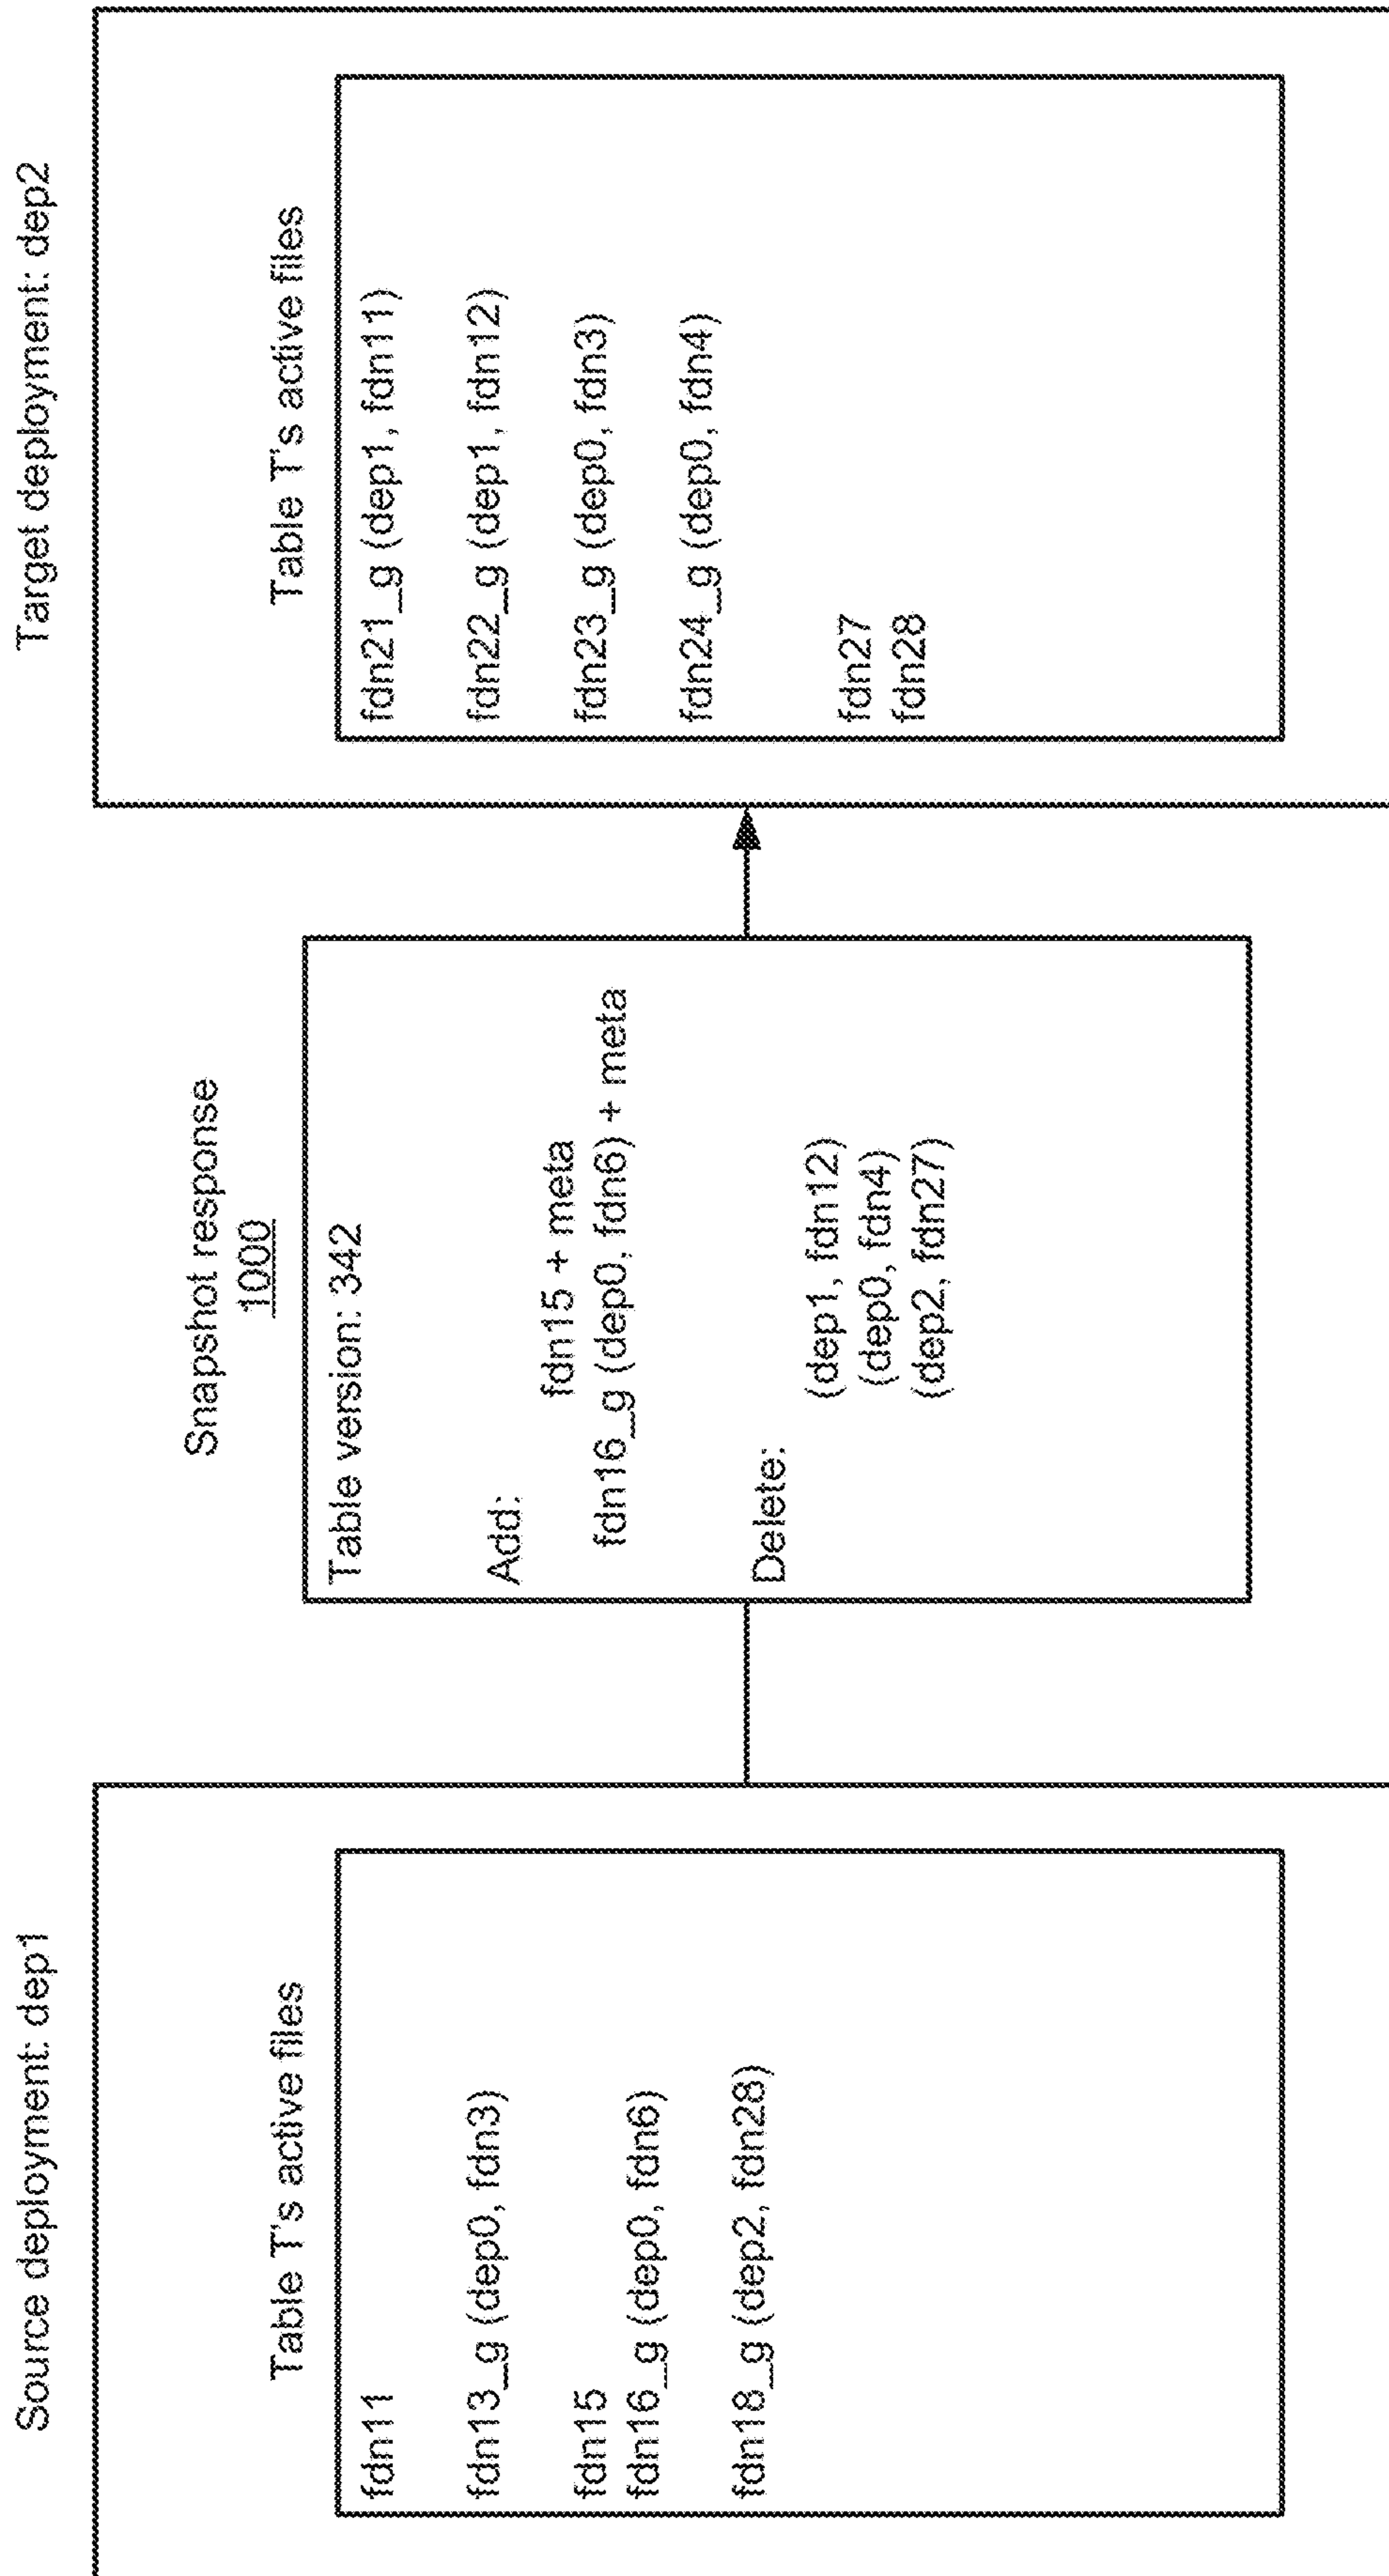 Source deployment: dep1
Table T's active files
fdn11
fdn13_g (dep0, fdn3)
fdn15
fdn16_g (dep0, fdn6)
fdn18_g (dep2, fdn28)
Snapshot response
1000
Table version: 342
Add:
fdn15 + meta
fdn16_g (dep0, fdn6) + meta
Delete:
(dep1, fdn12)
(dep0, fdn4)
(dep2, fdn27)
Target deployment: dep2
Table T's active files
fdn21_g (dep1, fdn11)
fdn22_g (dep1, fdn12)
fdn23_g (dep0, fdn3)
fdn24_g (dep0, fdn4)
fdn27
fdn28